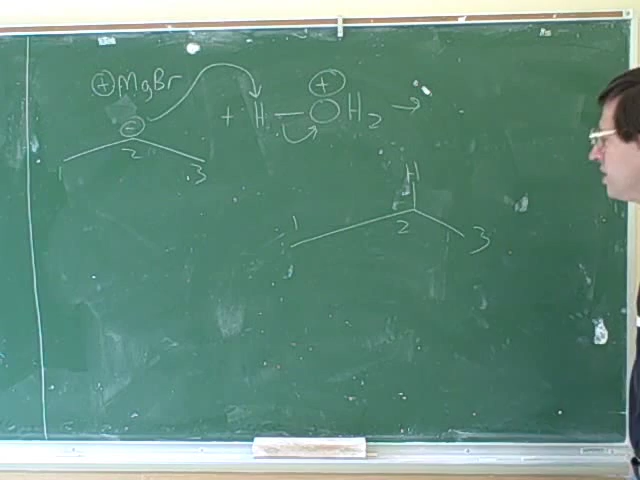 ⊕MgBr
⊖
1 2 3
+ H — O H2 →
⊕
H
1 2 3